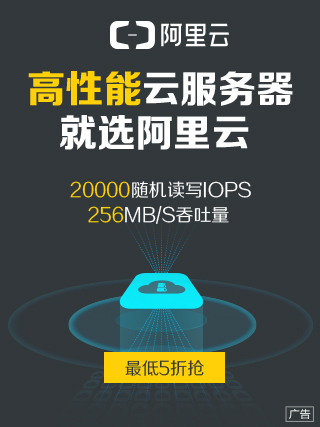 阿里云
高性能云服务器
就选阿里云
20000随机读写IOPS
256MB/S吞吐量
最低5折抢
广告